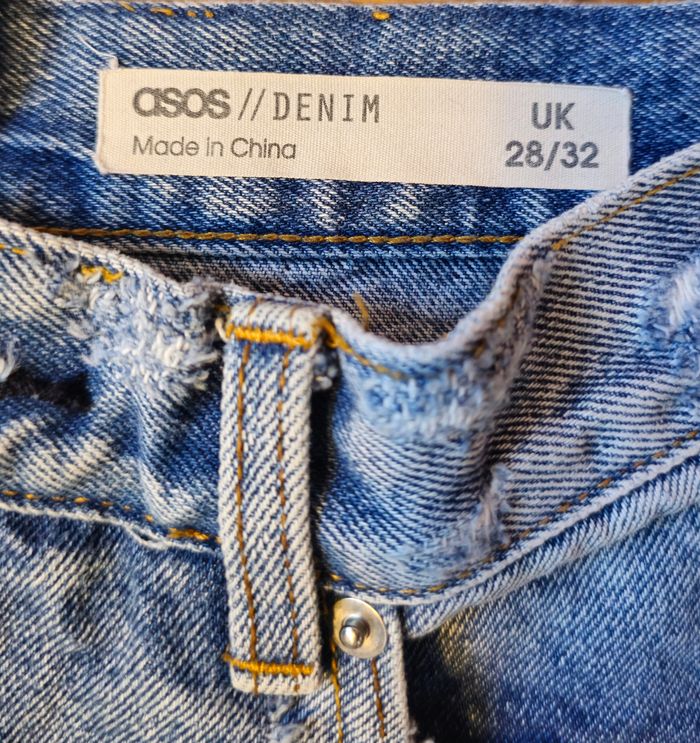 asos // DENIM UK
Made in China 28/32